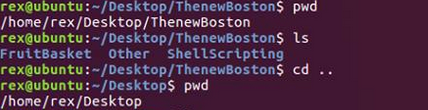 rex@ubuntu:~/Desktop/ThenewBoston$ pwd
/home/rex/Desktop/ThenewBoston
rex@ubuntu:~/Desktop/ThenewBoston$ ls
FruitBasket  Other  ShellScripting
rex@ubuntu:~/Desktop/ThenewBoston$ cd ..
rex@ubuntu:~/Desktop$ pwd
/home/rex/Desktop